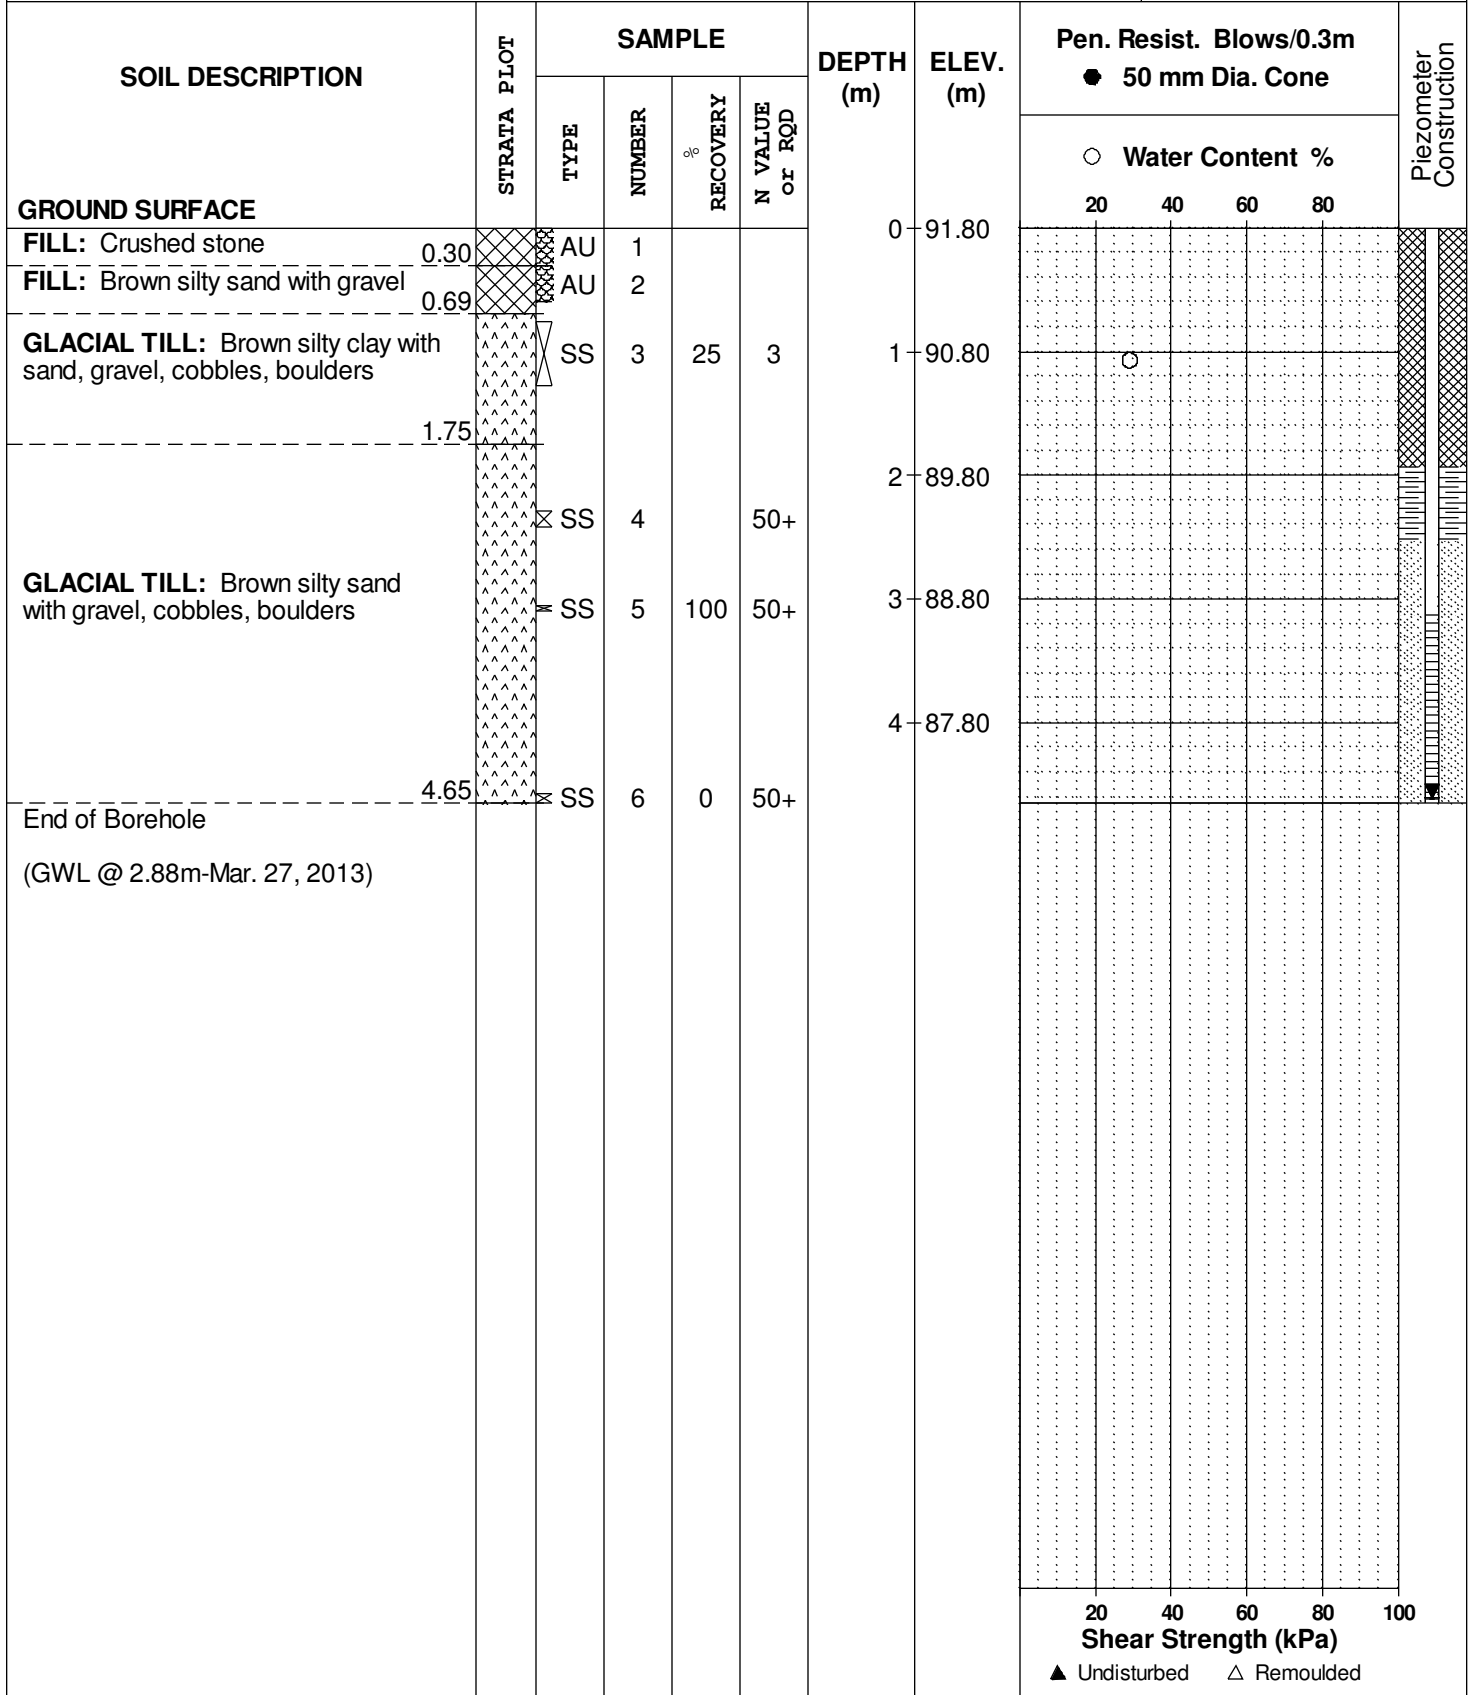 SOIL DESCRIPTION
GROUND SURFACE
STRATA PLOT
SAMPLE
TYPE
NUMBER
%
RECOVERY
N VALUE
or RQD
DEPTH
(m)
ELEV.
(m)
Pen. Resist. Blows/0.3m
● 50 mm Dia. Cone
○ Water Content %
20 40 60 80
Piezometer
Construction
0 91.80
FILL: Crushed stone
0.30
AU 1
FILL: Brown silty sand with gravel
0.69
AU 2
GLACIAL TILL: Brown silty clay with
sand, gravel, cobbles, boulders
SS 3 25 3
1 90.80
1.75
2 89.80
SS 4 50+
GLACIAL TILL: Brown silty sand
with gravel, cobbles, boulders
SS 5 100 50+
3 88.80
4 87.80
4.65
SS 6 0 50+
End of Borehole
(GWL @ 2.88m-Mar. 27, 2013)
20 40 60 80 100
Shear Strength (kPa)
▲ Undisturbed △ Remoulded